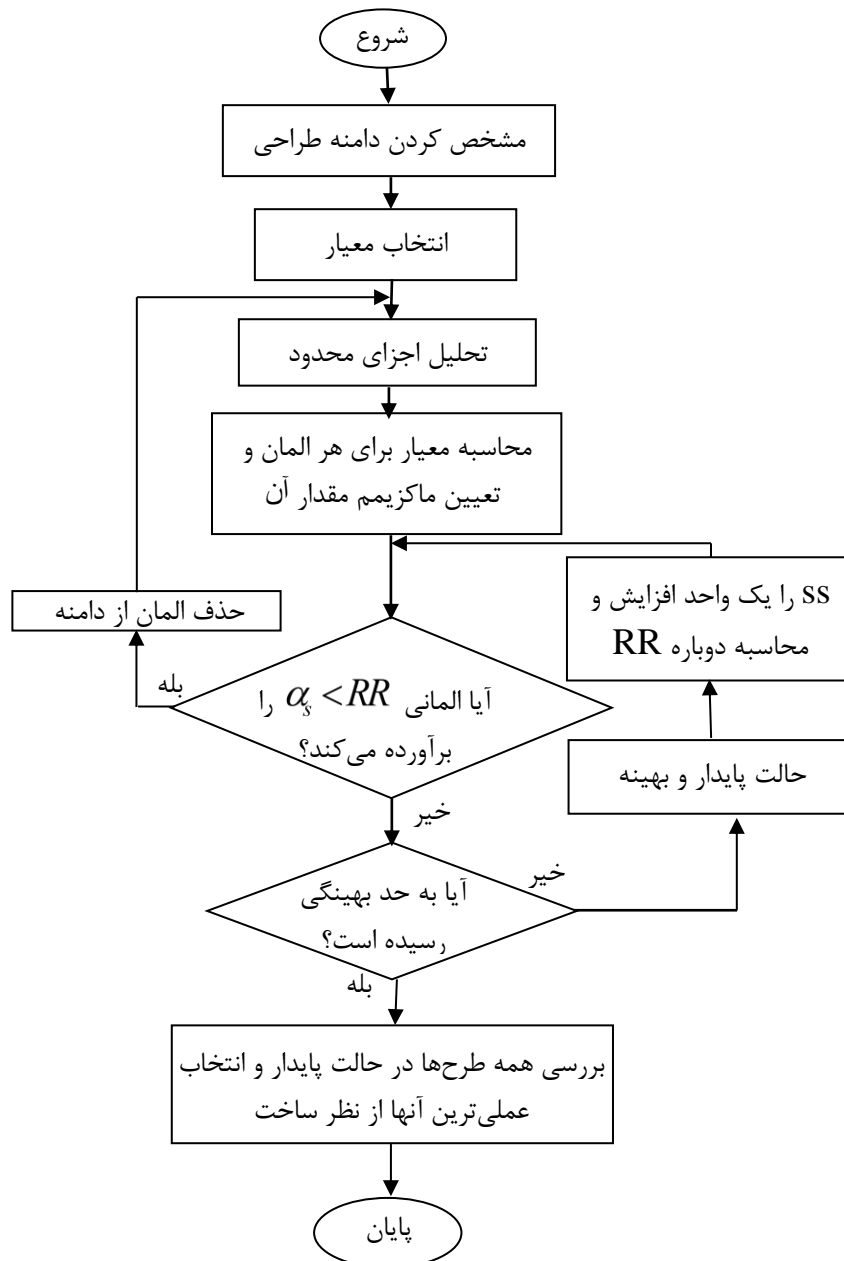 شروع
مشخص کردن دامنه طراحی
انتخاب معیار
تحلیل اجزای محدود
محاسبه معیار برای هر المان و
تعیین ماکزیمم مقدار آن
حذف المان از دامنه
ss را یک واحد افزایش و
محاسبه دوباره RR
بله
آیا المانی αs < RR را
برآورده می‌کند؟
حالت پایدار و بهینه
خیر
خیر
آیا به حد بهینگی
رسیده است؟
بله
بررسی همه طرح‌ها در حالت پایدار و انتخاب
عملی‌ترین آنها از نظر ساخت
پایان